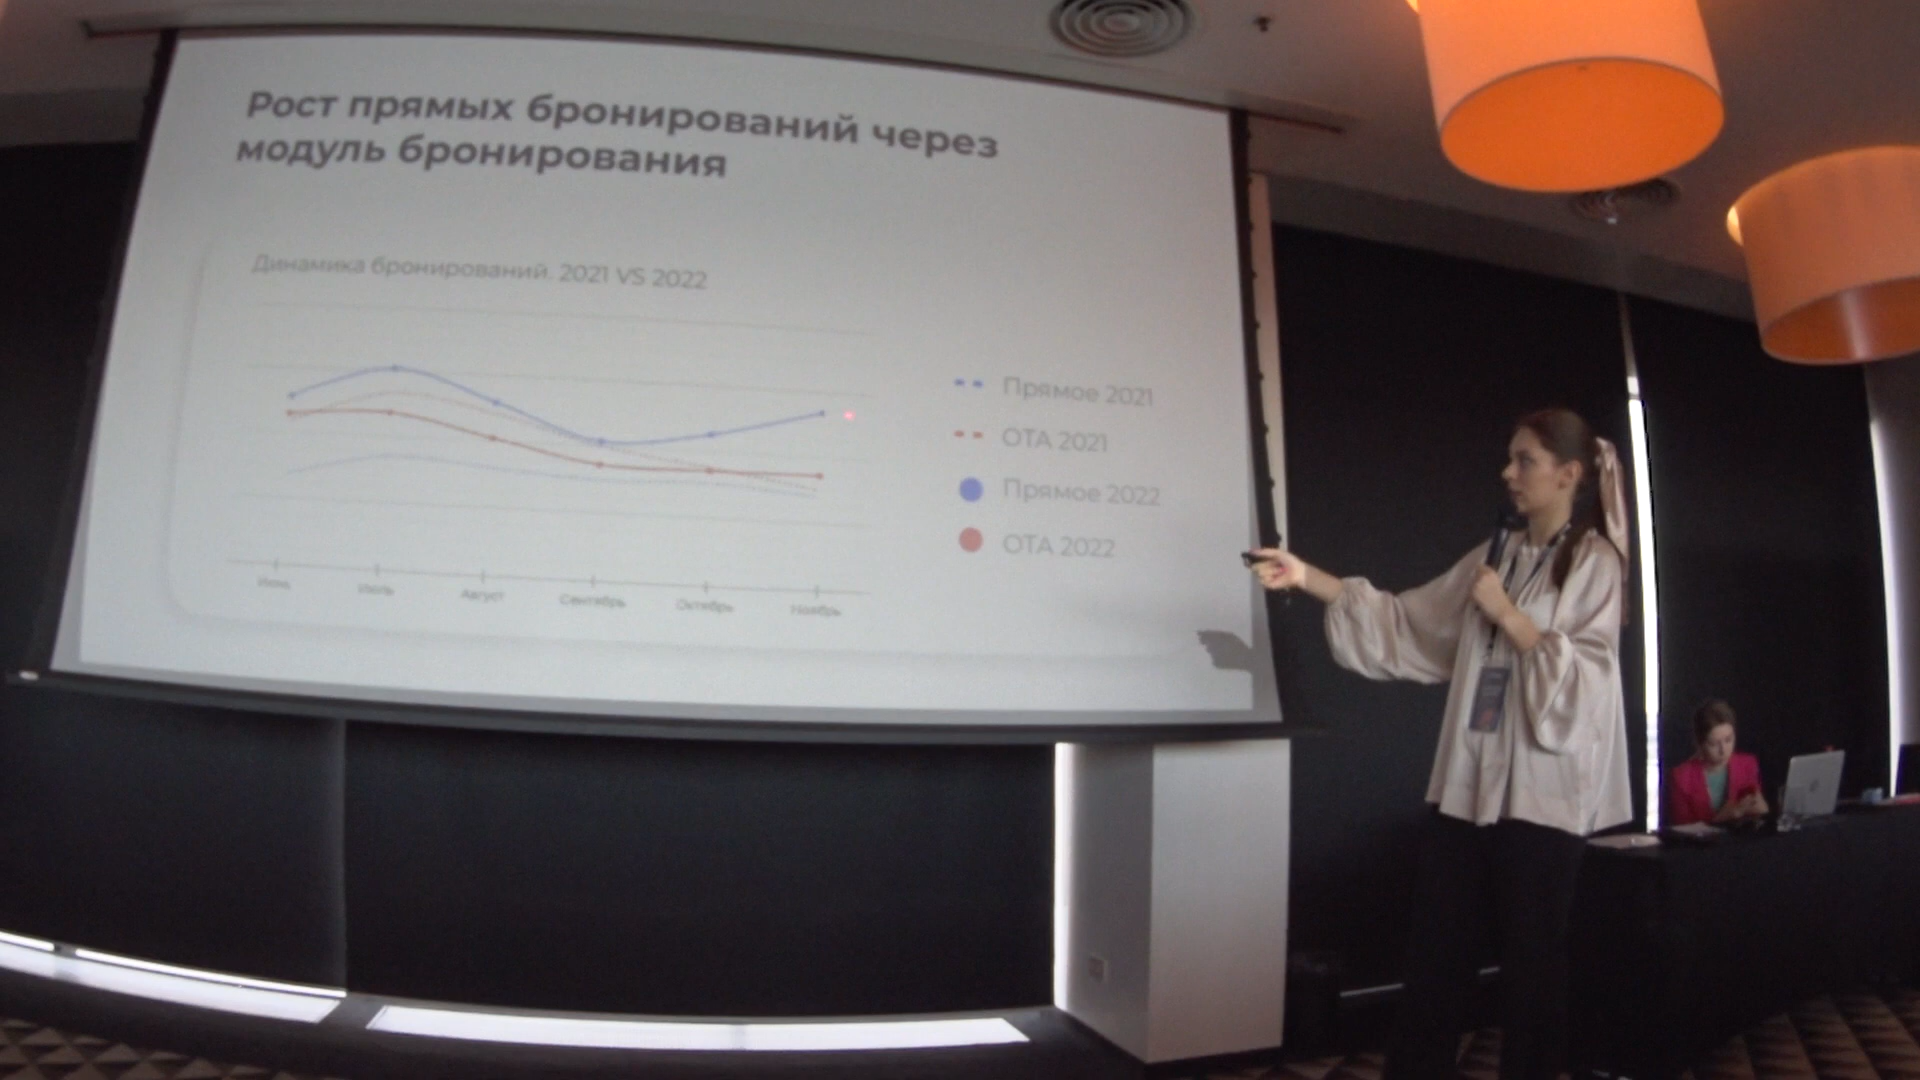 Рост прямых бронирований через
модуль бронирования
Динамика бронирований. 2021 VS 2022
Прямое 2021
OTA 2021
Прямое 2022
OTA 2022
Июнь Июль Август Сентябрь Октябрь Ноябрь